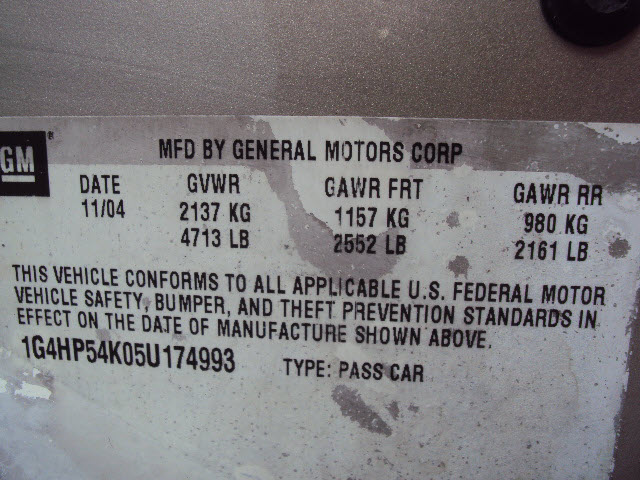 GM®
MFD BY GENERAL MOTORS CORP
DATE GVWR GAWR FRT GAWR RR
11/04 2137 KG 1157 KG 980 KG
4713 LB 2552 LB 2161 LB
THIS VEHICLE CONFORMS TO ALL APPLICABLE U.S. FEDERAL MOTOR
VEHICLE SAFETY, BUMPER, AND THEFT PREVENTION STANDARDS IN
EFFECT ON THE DATE OF MANUFACTURE SHOWN ABOVE.
1G4HP54K05U174993 TYPE: PASS CAR